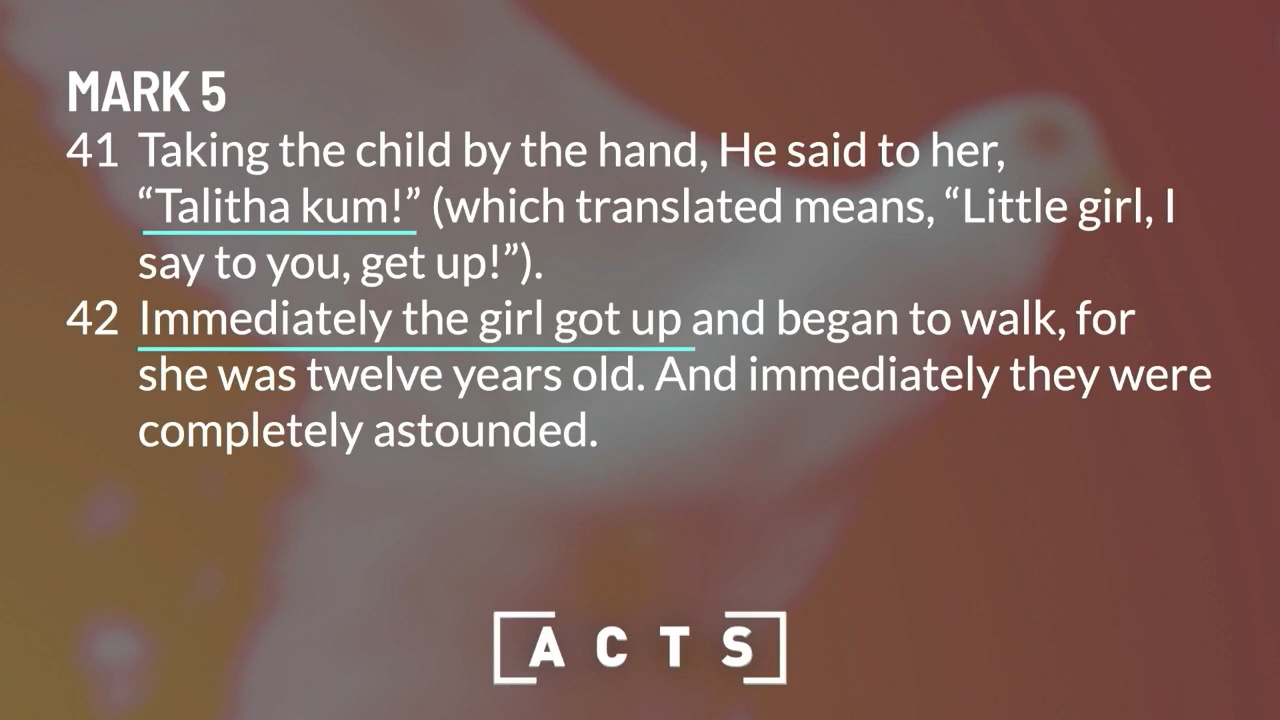 MARK 5
41 Taking the child by the hand, He said to her,
“Talitha kum!” (which translated means, “Little girl, I
say to you, get up!”).
42 Immediately the girl got up and began to walk, for
she was twelve years old. And immediately they were
completely astounded.
ACTS